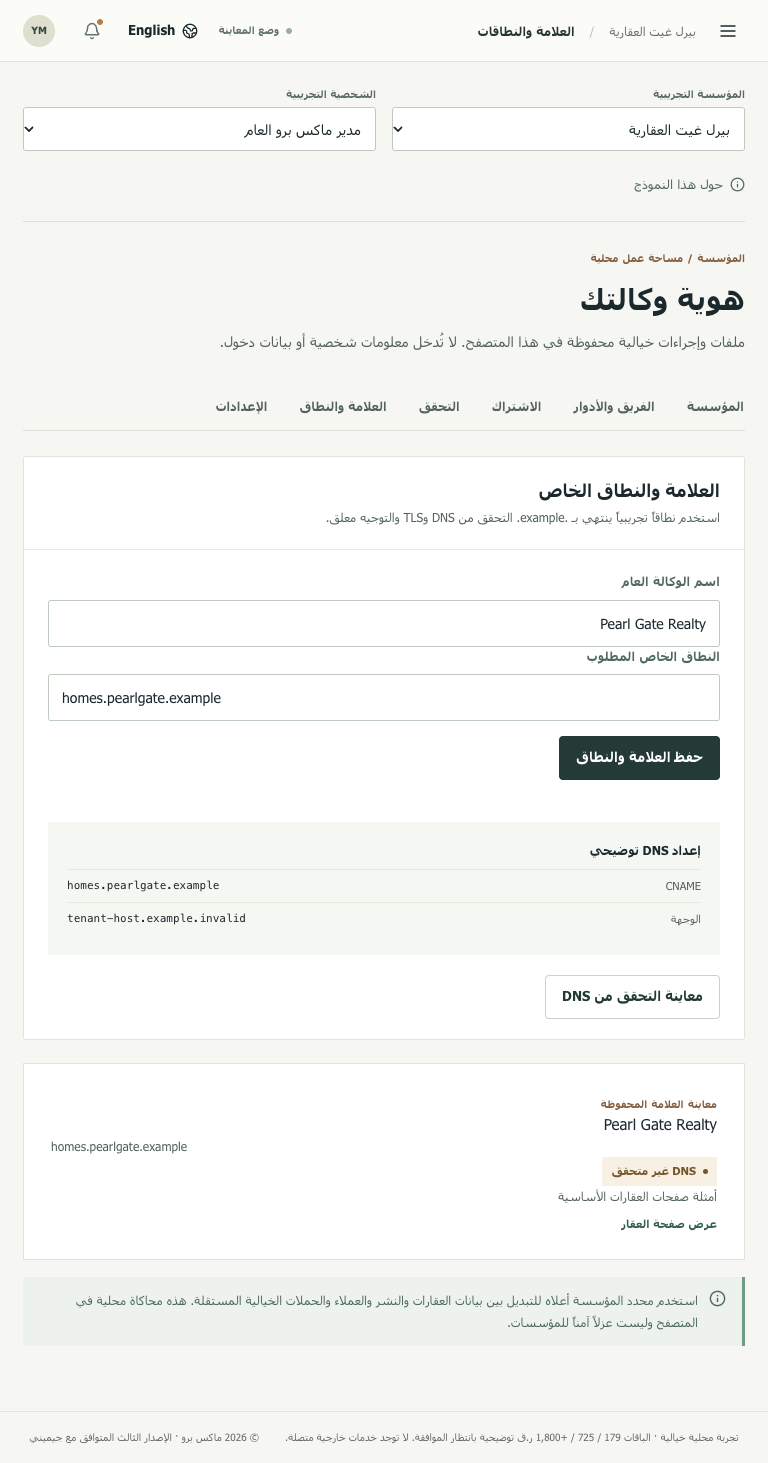 بيرل غيت العقارية / العلامة والنطاقات
وضع المعاينة
English
YM
المؤسسة التجريبية
بيرل غيت العقارية
الشخصية التجريبية
مدير ماكس برو العام
حول هذا النموذج
المؤسسة / مساحة عمل محلية
هوية وكالتك
ملفات وإجراءات خيالية محفوظة في هذا المتصفح. لا تُدخل معلومات شخصية أو بيانات دخول.
المؤسسة الفريق والأدوار الاشتراك التحقق العلامة والنطاق الإعدادات
العلامة والنطاق الخاص
استخدم نطاقاً تجريبياً ينتهي بـ .example. التحقق من DNS وTLS والتوجيه معلق.
اسم الوكالة العام
Pearl Gate Realty
النطاق الخاص المطلوب
homes.pearlgate.example
حفظ العلامة والنطاق
إعداد DNS توضيحي
CNAME homes.pearlgate.example
الوجهة tenant-host.example.invalid
معاينة التحقق من DNS
معاينة العلامة المحفوظة
Pearl Gate Realty
homes.pearlgate.example
DNS غير متحقق
أمثلة صفحات العقارات الأساسية
عرض صفحة العقار
استخدم محدد المؤسسة أعلاه للتبديل بين بيانات العقارات والنشر والعملاء والحملات الخيالية المستقلة. هذه محاكاة محلية في
المتصفح وليست عزلاً آمناً للمؤسسات.
تجربة محلية خيالية · الباقات 179 / 725 / +1,800 ر.ق توضيحية بانتظار الموافقة. لا توجد خدمات خارجية متصلة.
© 2026 ماكس برو · الإصدار الثالث المتوافق مع جيميني